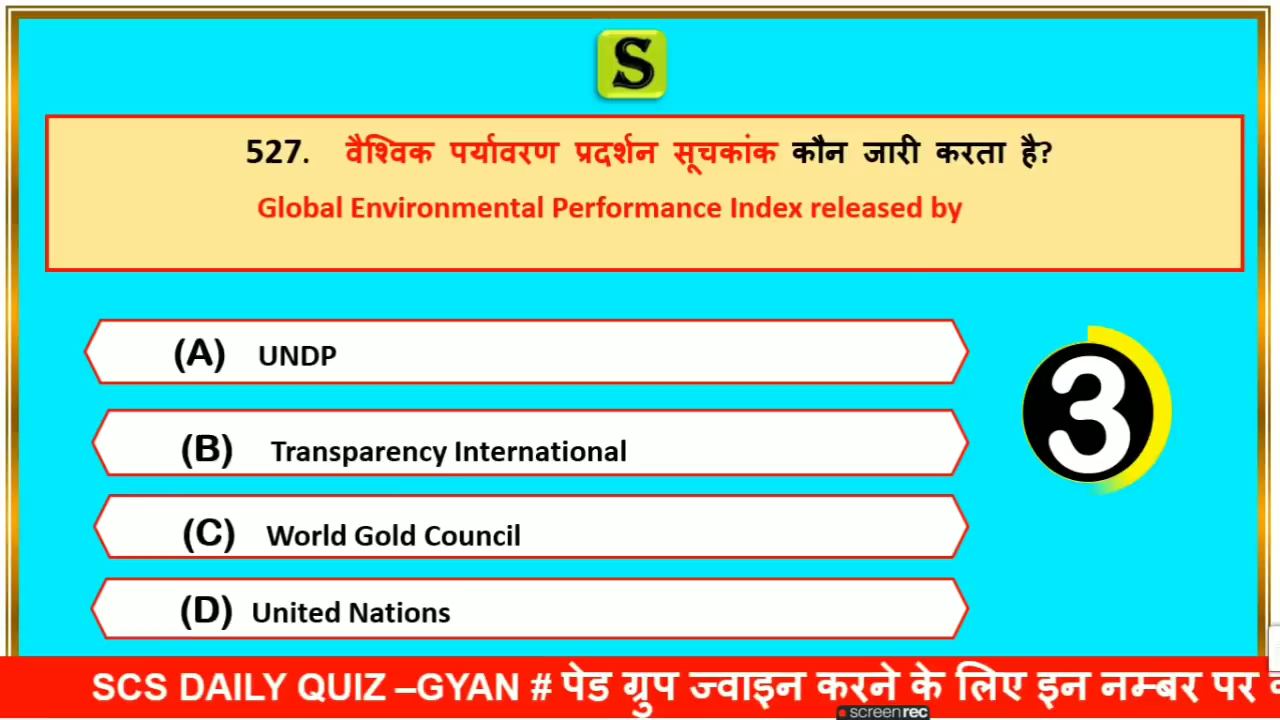 S
527. वैश्विक पर्यावरण प्रदर्शन सूचकांक कौन जारी करता है?
Global Environmental Performance Index released by
(A) UNDP
(B) Transparency International
(C) World Gold Council
(D) United Nations
3
SCS DAILY QUIZ –GYAN # पेड ग्रुप ज्वाइन करने के लिए इन नम्बर पर
screenrec